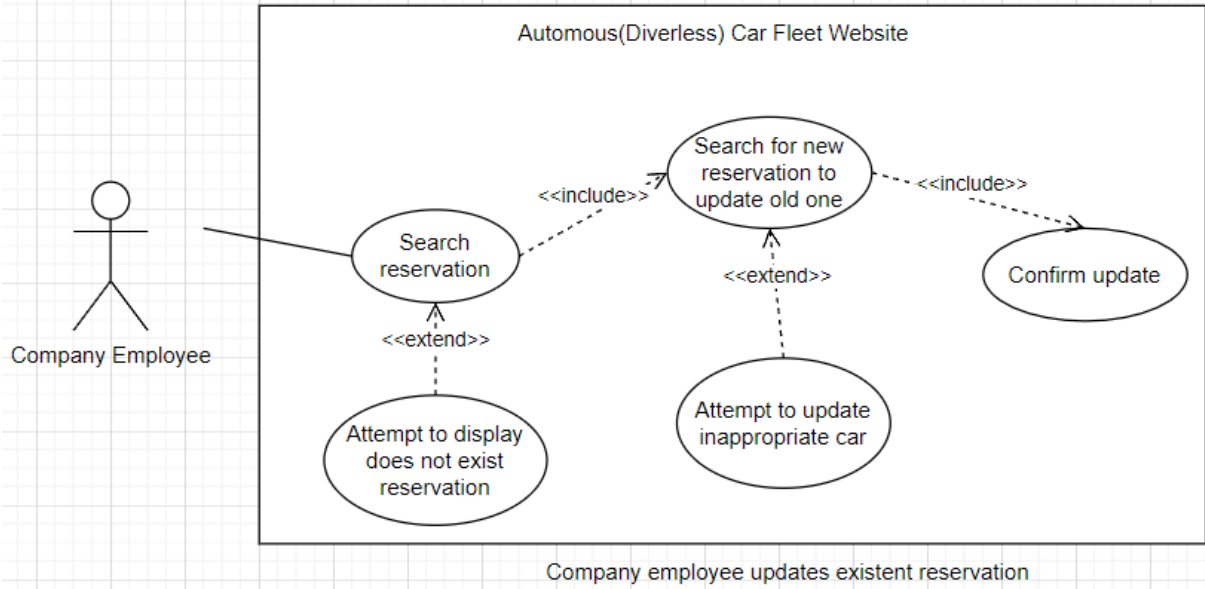 Automous(Diverless) Car Fleet Website
Search for new
reservation to
update old one
<<include>>
<<include>>
Search
reservation
Confirm update
<<extend>>
<<extend>>
Company Employee
Attempt to display
does not exist
reservation
Attempt to update
inappropriate car
Company employee updates existent reservation